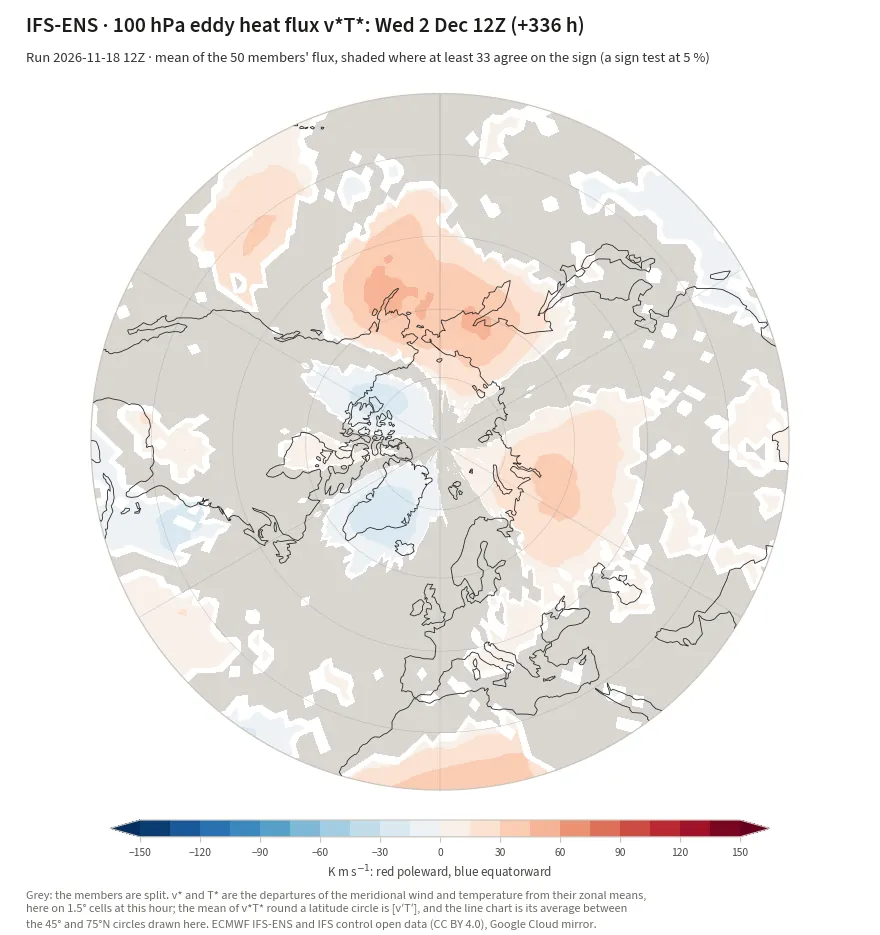 IFS-ENS · 100 hPa eddy heat flux v*T*: Wed 2 Dec 12Z (+336 h)
Run 2026-11-18 12Z · mean of the 50 members' flux, shaded where at least 33 agree on the sign (a sign test at 5 %)
−150 −120 −90 −60 −30 0 30 60 90 120 150
K m s⁻¹: red poleward, blue equatorward
Grey: the members are split. v* and T* are the departures of the meridional wind and temperature from their zonal means,
here on 1.5° cells at this hour; the mean of v*T* round a latitude circle is [v'T'], and the line chart is its average between
the 45° and 75°N circles drawn here. ECMWF IFS-ENS and IFS control open data (CC BY 4.0), Google Cloud mirror.